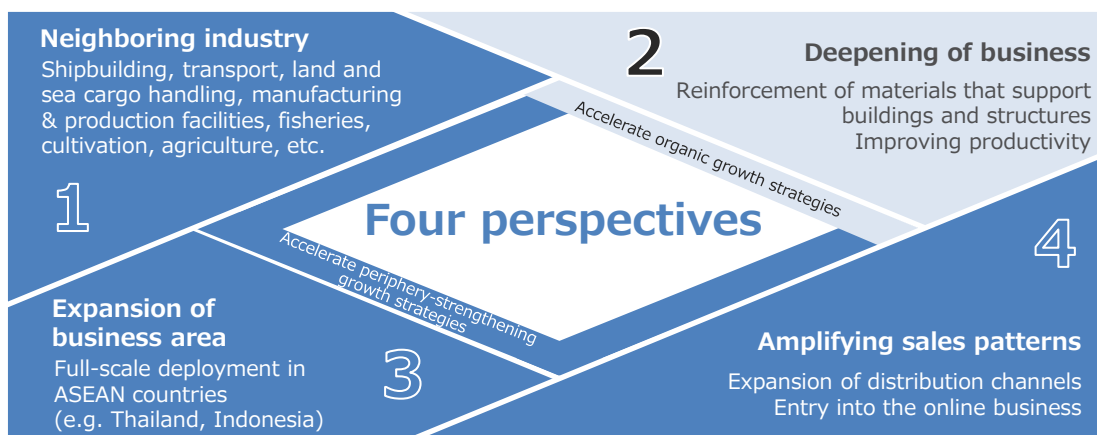 Neighboring industry
Shipbuilding, transport, land and
sea cargo handling, manufacturing
& production facilities, fisheries,
cultivation, agriculture, etc.
1
2
Deepening of business
Reinforcement of materials that support
buildings and structures
Improving productivity
Accelerate organic growth strategies
Four perspectives
Accelerate periphery-strengthening
growth strategies
Expansion of
business area
Full-scale deployment in
ASEAN countries
(e.g. Thailand, Indonesia)
3
4
Amplifying sales patterns
Expansion of distribution channels
Entry into the online business